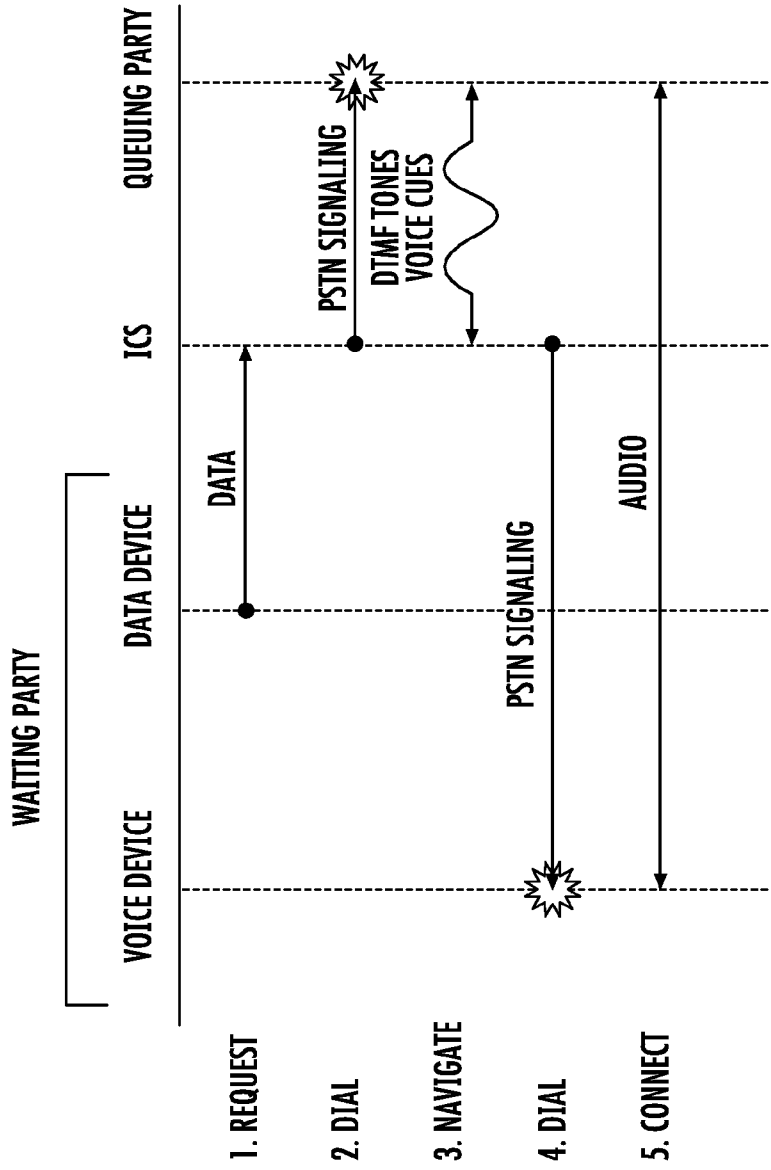 WAITING PARTY
VOICE DEVICE
DATA DEVICE
ICS
QUEUING PARTY
1. REQUEST
DATA
2. DIAL
PSTN SIGNALING
3. NAVIGATE
DTMF TONES
VOICE CUES
4. DIAL
PSTN SIGNALING
5. CONNECT
AUDIO